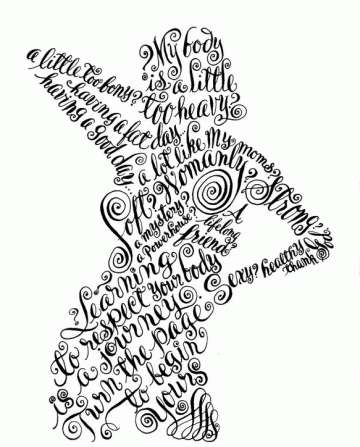 ?My body
is a little
too heavy?
a little too bony?
having a fat day
having a good day...
a lot like my moms?
Soft? Womanly? Strong?
a mystery?
a Powerhouse?
A lifelong
friend
Sexy? healthy
thank
?Learning
to respect your body
is a journey.
Turn the page
to begin
Yours